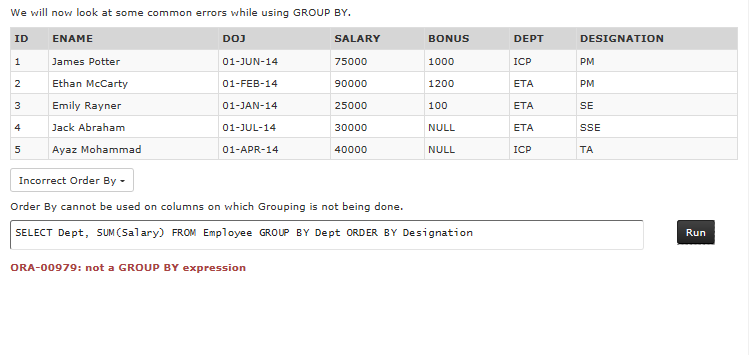 We will now look at some common errors while using GROUP BY.
ID ENAME DOJ SALARY BONUS DEPT DESIGNATION
1 James Potter 01-JUN-14 75000 1000 ICP PM
2 Ethan McCarty 01-FEB-14 90000 1200 ETA PM
3 Emily Rayner 01-JAN-14 25000 100 ETA SE
4 Jack Abraham 01-JUL-14 30000 NULL ETA SSE
5 Ayaz Mohammad 01-APR-14 40000 NULL ICP TA
Incorrect Order By
Order By cannot be used on columns on which Grouping is not being done.
SELECT Dept, SUM(Salary) FROM Employee GROUP BY Dept ORDER BY Designation
Run
ORA-00979: not a GROUP BY expression